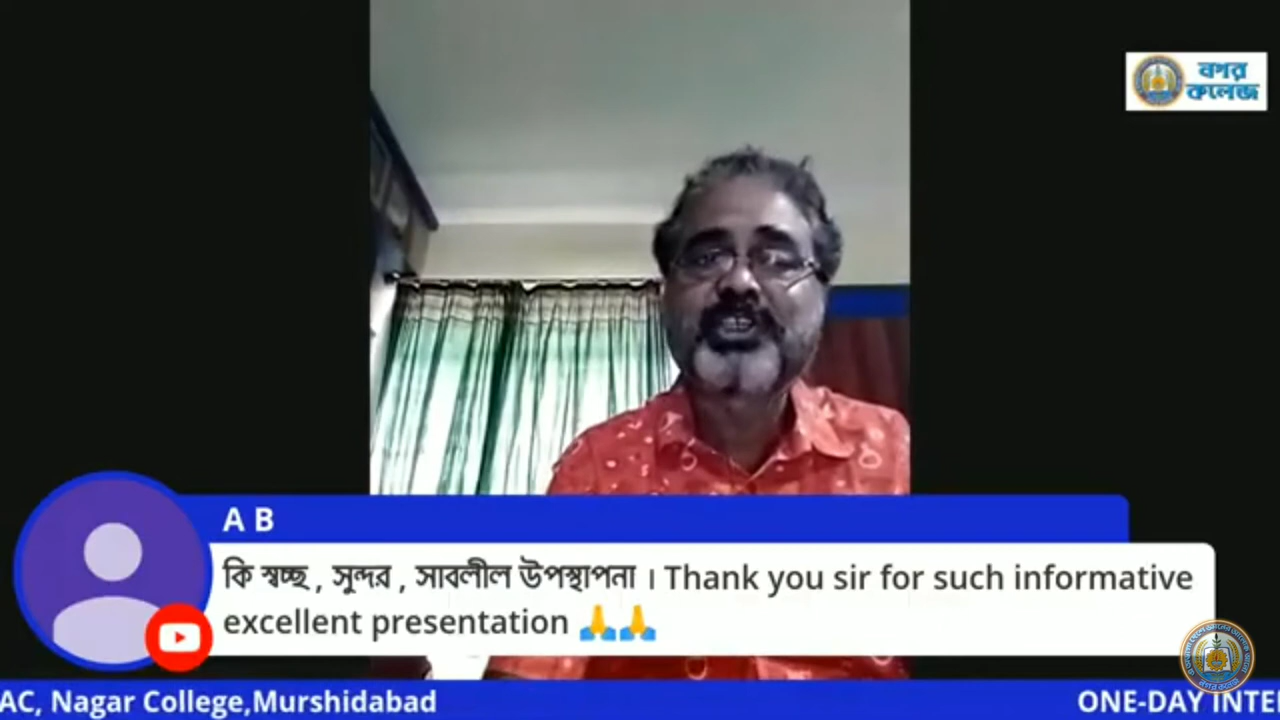 নগর
কলেজ
A B
কি স্বচ্ছ , সুন্দর , সাবলীল উপস্থাপনা । Thank you sir for such informative
excellent presentation 🙏🙏
AC, Nagar College,Murshidabad
ONE-DAY INTE